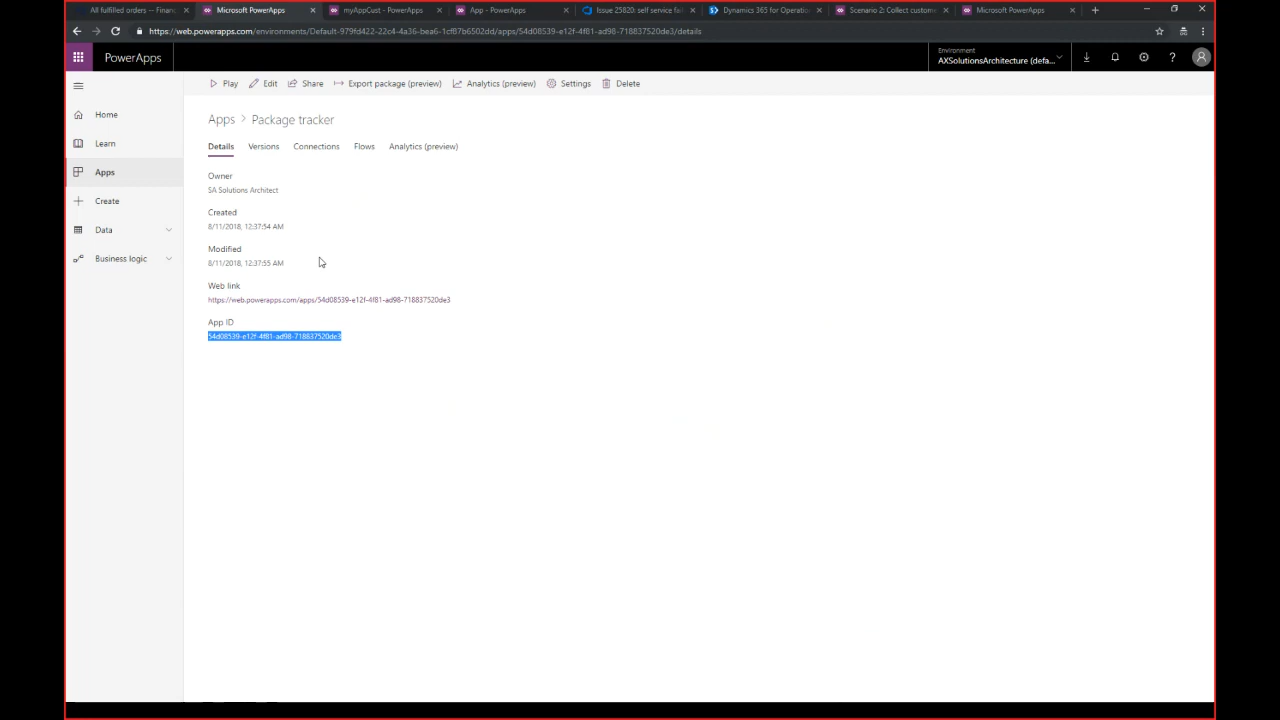 All fulfilled orders -- Financ
Microsoft PowerApps
myAppCust - PowerApps
App - PowerApps
Issue 25820: self service fail
Dynamics 365 for Operation
Scenario 2: Collect custome
Microsoft PowerApps
https://web.powerapps.com/environments/Default-979fd422-22c4-4a36-bea6-1cf87b6502dd/apps/54d08539-e12f-4f81-ad98-718837520de3/details
PowerApps
Environment
AXSolutionsArchitecture (defa...
Play
Edit
Share
Export package (preview)
Analytics (preview)
Settings
Delete
Home
Learn
Apps
Create
Data
Business logic
Apps > Package tracker
Details
Versions
Connections
Flows
Analytics (preview)
Owner
SA Solutions Architect
Created
8/11/2018, 12:37:54 AM
Modified
8/11/2018, 12:37:55 AM
Web link
https://web.powerapps.com/apps/54d08539-e12f-4f81-ad98-718837520de3
App ID
54d08539-e12f-4f81-ad98-718837520de3